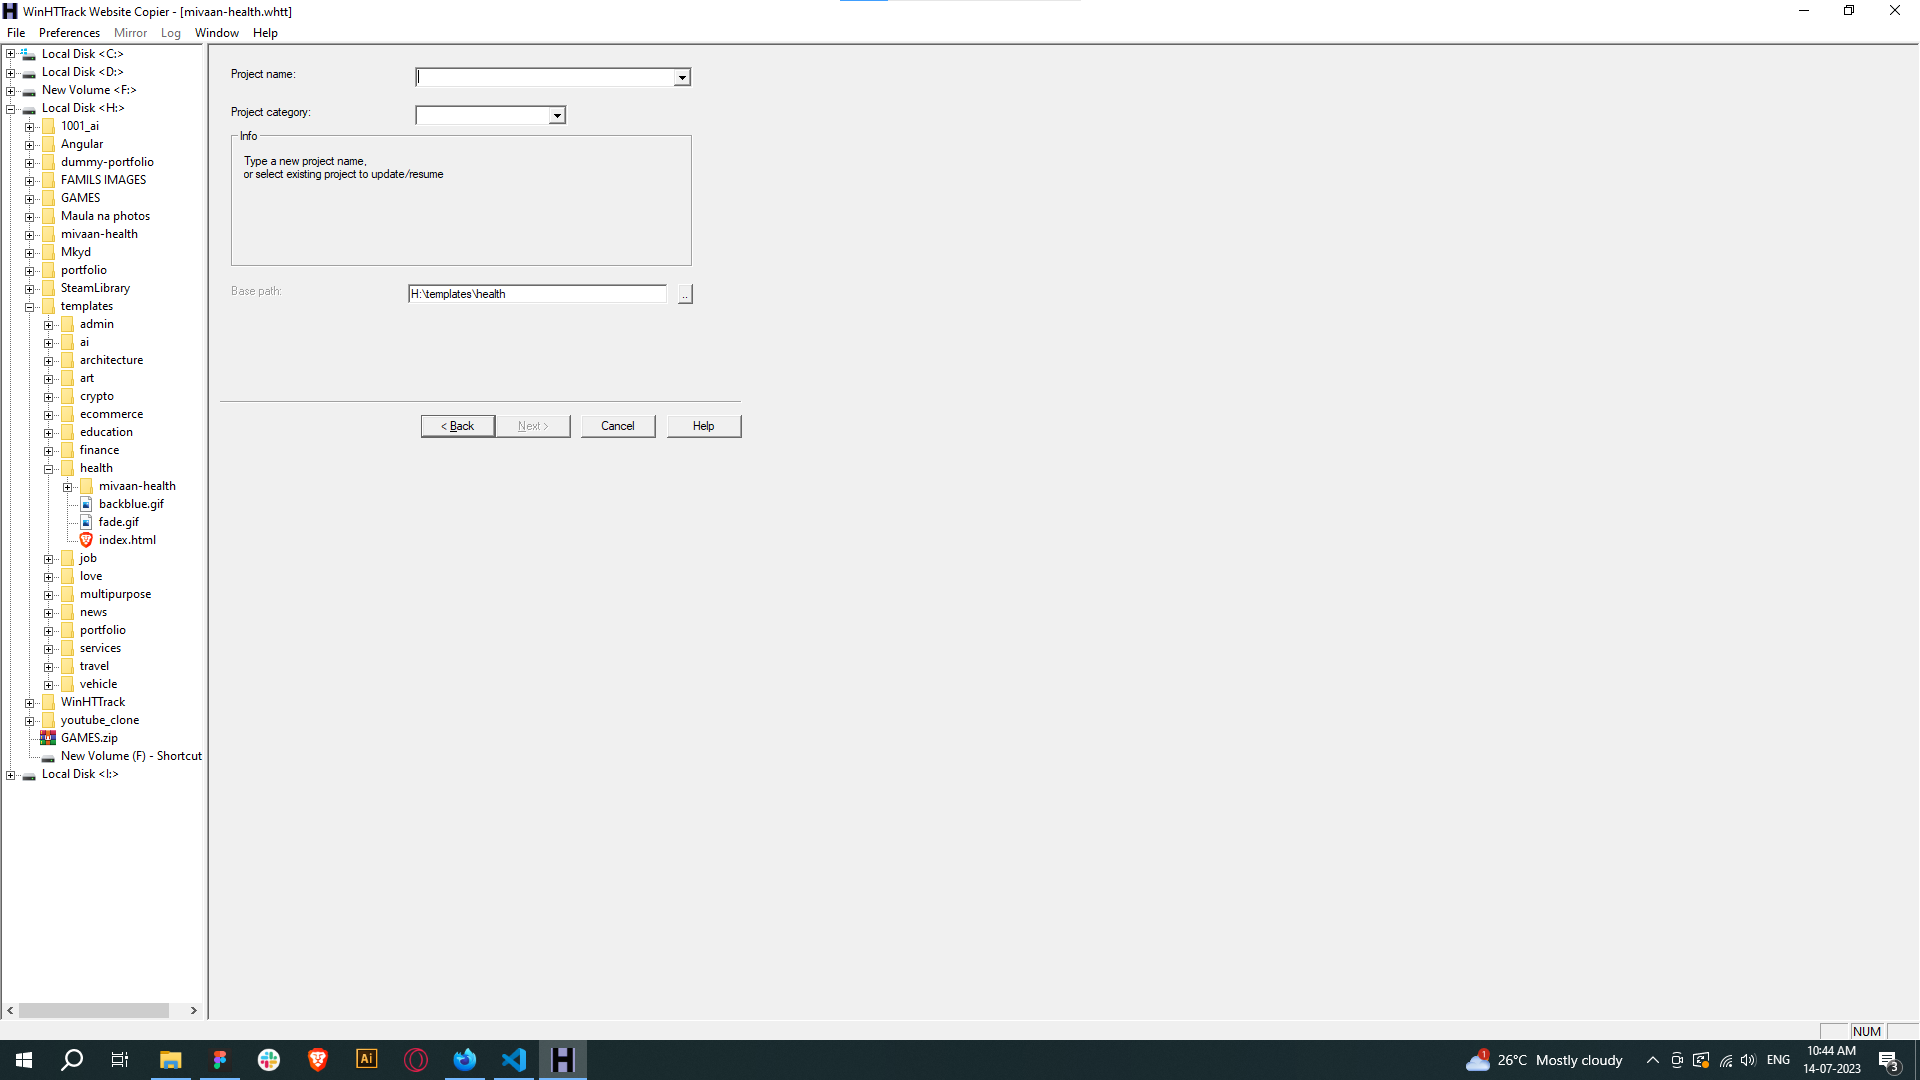 WinHTTrack Website Copier - [mivaan-health.whtt]
File Preferences Mirror Log Window Help
Local Disk <C:>
Local Disk <D:>
New Volume <F:>
Local Disk <H:>
1001_ai
Angular
dummy-portfolio
FAMILS IMAGES
GAMES
Maula na photos
mivaan-health
Mkyd
portfolio
SteamLibrary
templates
admin
ai
architecture
art
crypto
ecommerce
education
finance
health
mivaan-health
backblue.gif
fade.gif
index.html
job
love
multipurpose
news
portfolio
services
travel
vehicle
WinHTTrack
youtube_clone
GAMES.zip
New Volume (F) - Shortcut
Local Disk <I:>
Project name:
Project category:
Info
Type a new project name,
or select existing project to update/resume
Base path: H:\templates\health ..
< Back Next > Cancel Help
NUM
Ai
1 26°C Mostly cloudy ENG 10:44 AM
14-07-2023 3